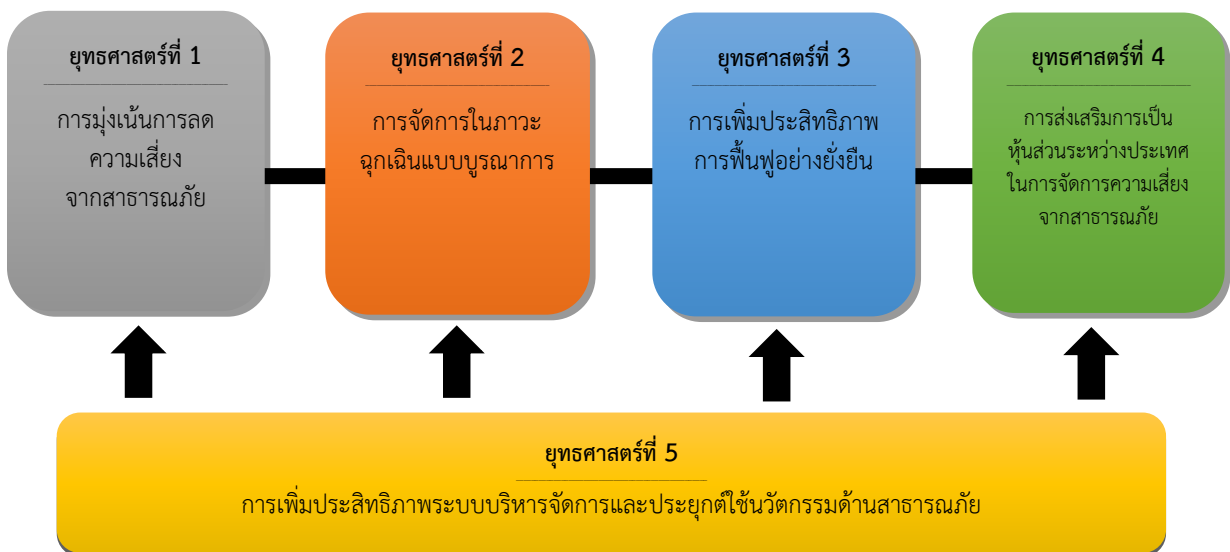 ยุทธศาสตร์ที่ 1
การมุ่งเน้นการลด
ความเสี่ยง
จากสาธารณภัย
ยุทธศาสตร์ที่ 2
การจัดการในภาวะ
ฉุกเฉินแบบบูรณาการ
ยุทธศาสตร์ที่ 3
การเพิ่มประสิทธิภาพ
การฟื้นฟูอย่างยั่งยืน
ยุทธศาสตร์ที่ 4
การส่งเสริมการเป็น
หุ้นส่วนระหว่างประเทศ
ในการจัดการความเสี่ยง
จากสาธารณภัย
ยุทธศาสตร์ที่ 5
การเพิ่มประสิทธิภาพระบบบริหารจัดการและประยุกต์ใช้นวัตกรรมด้านสาธารณภัย